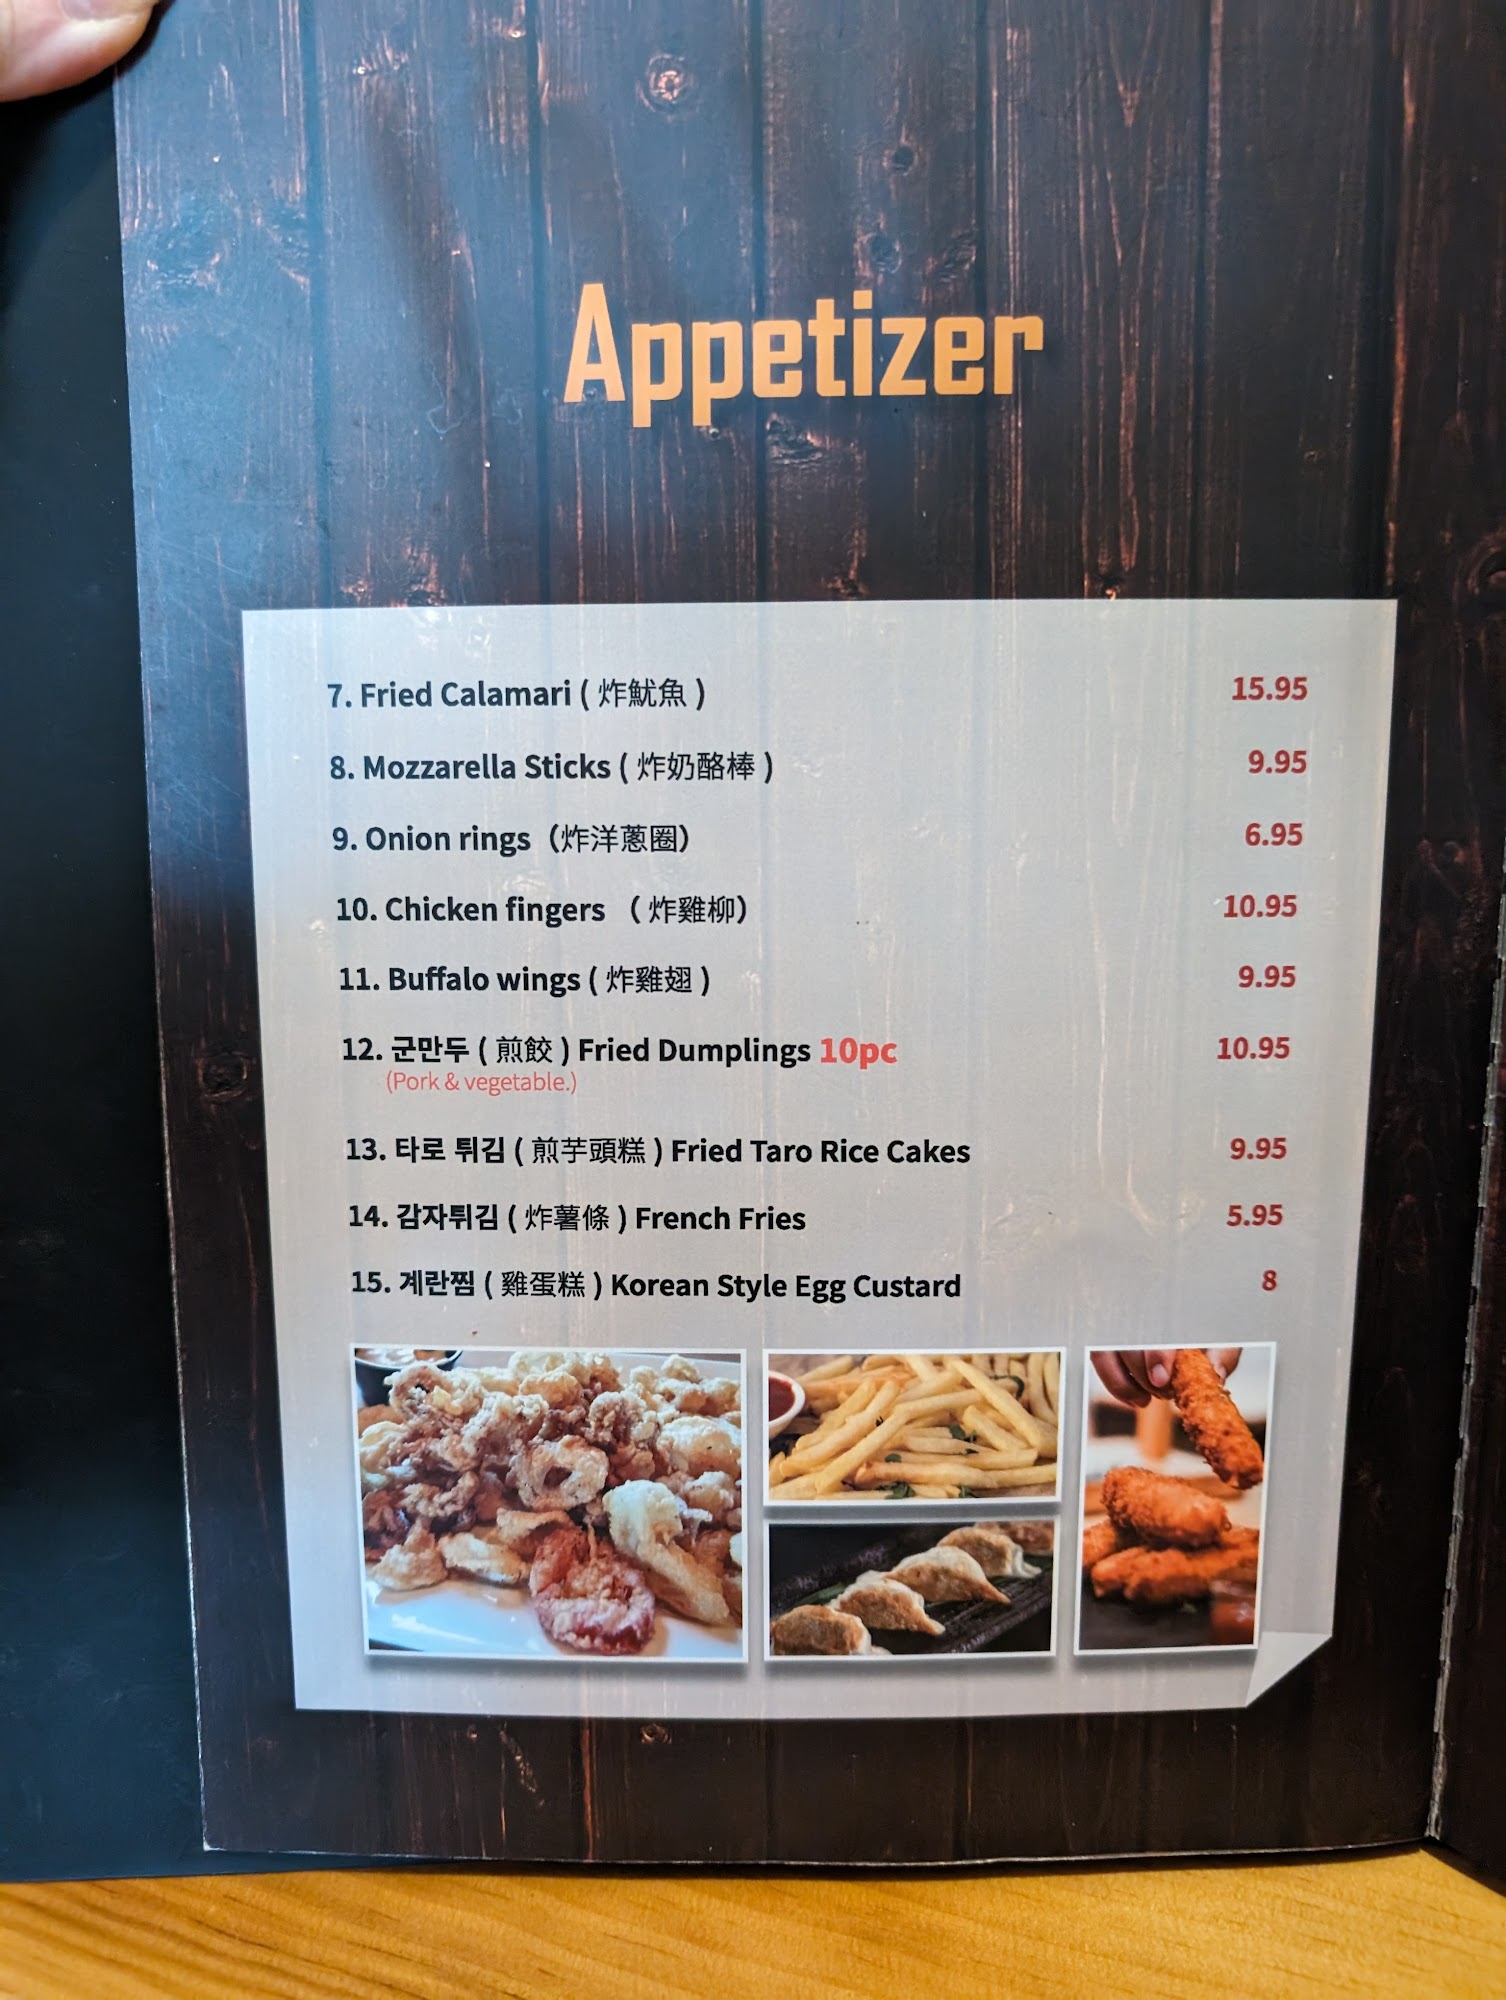 Appetizer
7. Fried Calamari ( 炸魷魚 ) 15.95
8. Mozzarella Sticks ( 炸奶酪棒 ) 9.95
9. Onion rings（炸洋蔥圈） 6.95
10. Chicken fingers （ 炸雞柳） 10.95
11. Buffalo wings ( 炸雞翅 ) 9.95
12. 군만두 ( 煎餃 ) Fried Dumplings 10pc 10.95
(Pork & vegetable.)
13. 타로 튀김 ( 煎芋頭糕 ) Fried Taro Rice Cakes 9.95
14. 감자튀김 ( 炸薯條 ) French Fries 5.95
15. 계란찜 ( 雞蛋糕 ) Korean Style Egg Custard 8